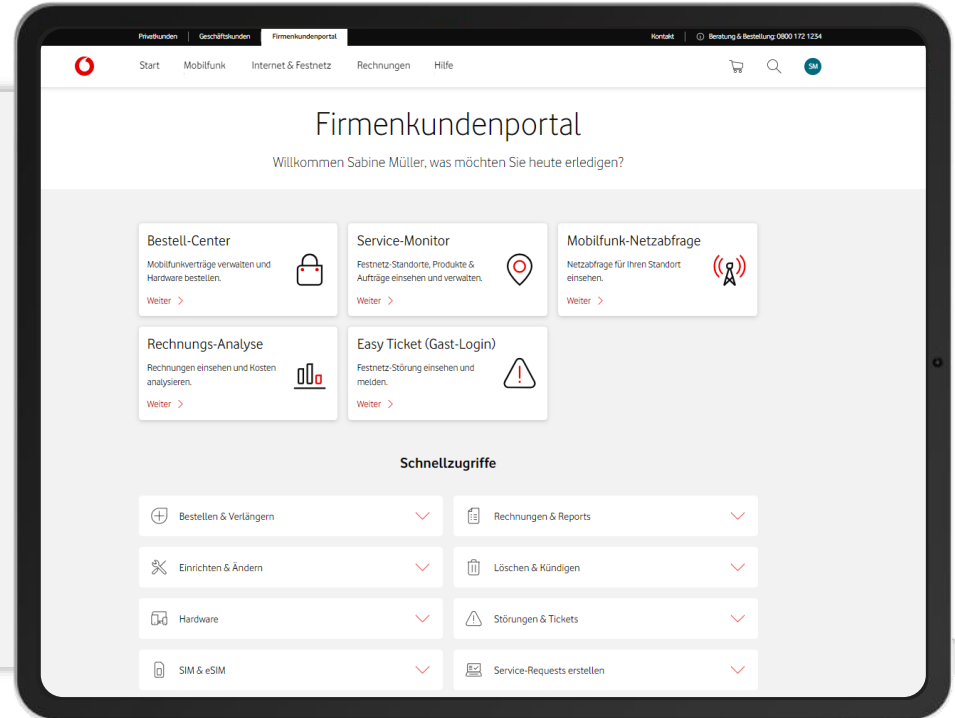 Privatkunden
Geschäftskunden
Firmenkundenportal
Kontakt
Beratung & Bestellung: 0800 172 1234
Start
Mobilfunk
Internet & Festnetz
Rechnungen
Hilfe
SM
Firmenkundenportal
Willkommen Sabine Müller, was möchten Sie heute erledigen?
Bestell-Center
Mobilfunkverträge verwalten und
Hardware bestellen.
Weiter
Service-Monitor
Festnetz-Standorte, Produkte &
Aufträge einsehen und verwalten.
Weiter
Mobilfunk-Netzabfrage
Netzabfrage für Ihren Standort
einsehen.
Weiter
Rechnungs-Analyse
Rechnungen einsehen und Kosten
analysieren.
Weiter
Easy Ticket (Gast-Login)
Festnetz-Störung einsehen und
melden.
Weiter
Schnellzugriffe
Bestellen & Verlängern
Rechnungen & Reports
Einrichten & Ändern
Löschen & Kündigen
Hardware
Störungen & Tickets
SIM & eSIM
Service-Requests erstellen